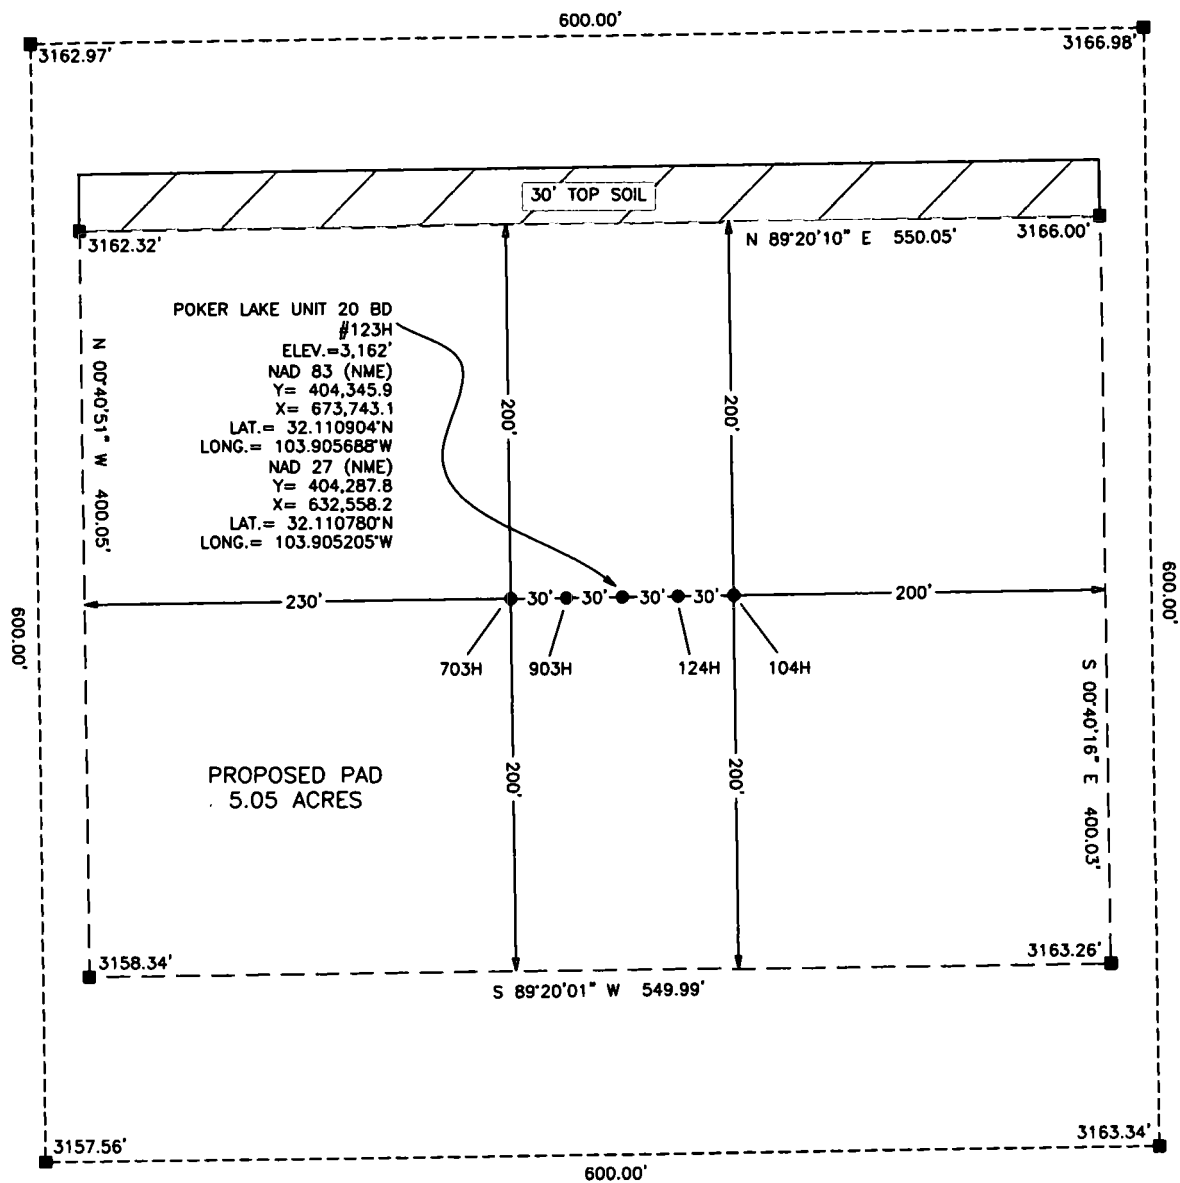 600.00'
3162.97'
3166.98'
30' TOP SOIL
3162.32'
N 89°20'10" E 550.05'
3166.00'
POKER LAKE UNIT 20 BD
#123H
ELEV.=3,162'
NAD 83 (NME)
Y= 404,345.9
X= 673,743.1
LAT.= 32.110904°N
LONG.= 103.905688°W
NAD 27 (NME)
Y= 404,287.8
X= 632,558.2
LAT.= 32.110780°N
LONG.= 103.905205°W
N 00°40'51" W 400.05'
200'
200'
600.00'
600.00'
230'
30'
30'
30'
30'
200'
703H
903H
124H
104H
S 00°40'16" E 400.03'
PROPOSED PAD
5.05 ACRES
200'
200'
3158.34'
3163.26'
S 89°20'01" W 549.99'
3157.56'
3163.34'
600.00'